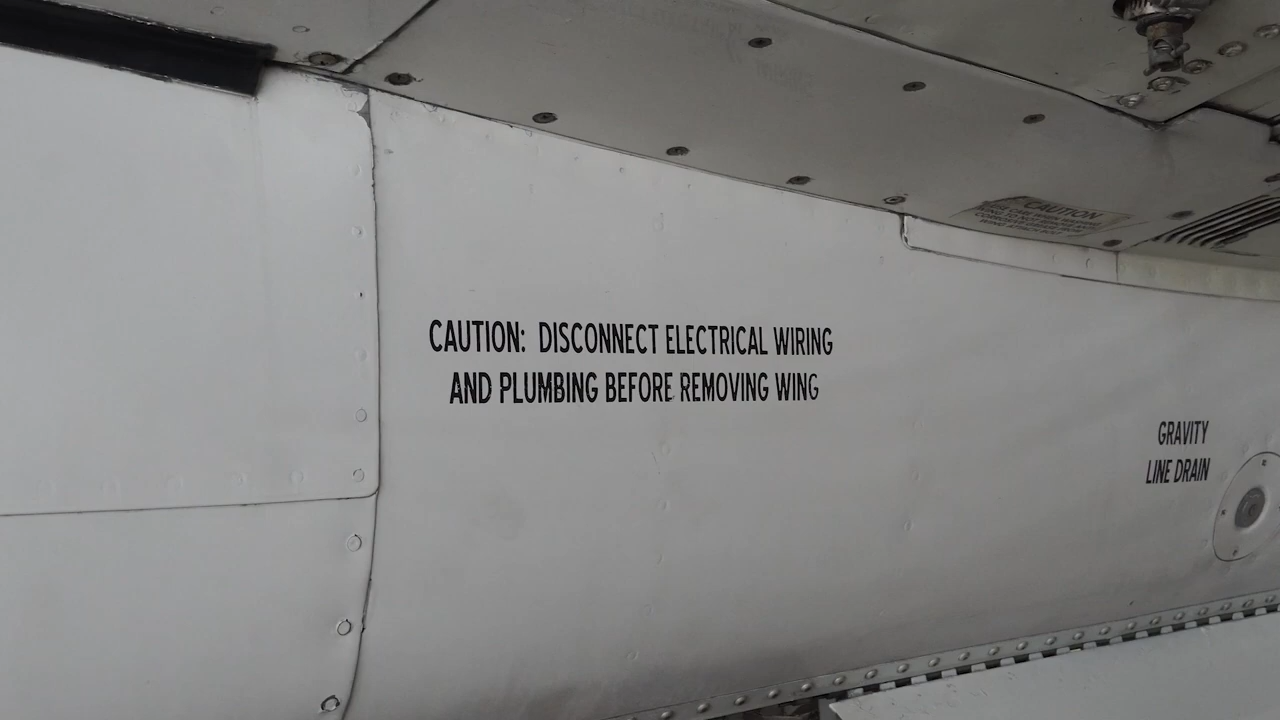 CAUTION
CAUTION: DISCONNECT ELECTRICAL WIRING
AND PLUMBING BEFORE REMOVING WING
GRAVITY
LINE DRAIN